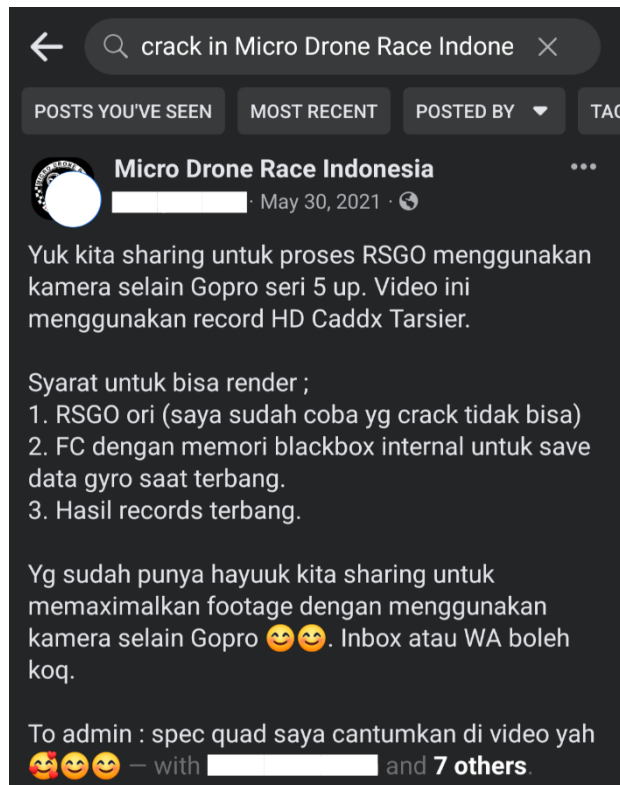 crack in Micro Drone Race Indone
POSTS YOU'VE SEEN
MOST RECENT
POSTED BY
TAG
Micro Drone Race Indonesia
· May 30, 2021 ·
Yuk kita sharing untuk proses RSGO menggunakan
kamera selain Gopro seri 5 up. Video ini
menggunakan record HD Caddx Tarsier.
Syarat untuk bisa render ;
1. RSGO ori (saya sudah coba yg crack tidak bisa)
2. FC dengan memori blackbox internal untuk save
data gyro saat terbang.
3. Hasil records terbang.
Yg sudah punya hayuuk kita sharing untuk
memaximalkan footage dengan menggunakan
kamera selain Gopro 😊😊. Inbox atau WA boleh
koq.
To admin : spec quad saya cantumkan di video yah
🥰😊😊 — with and 7 others.